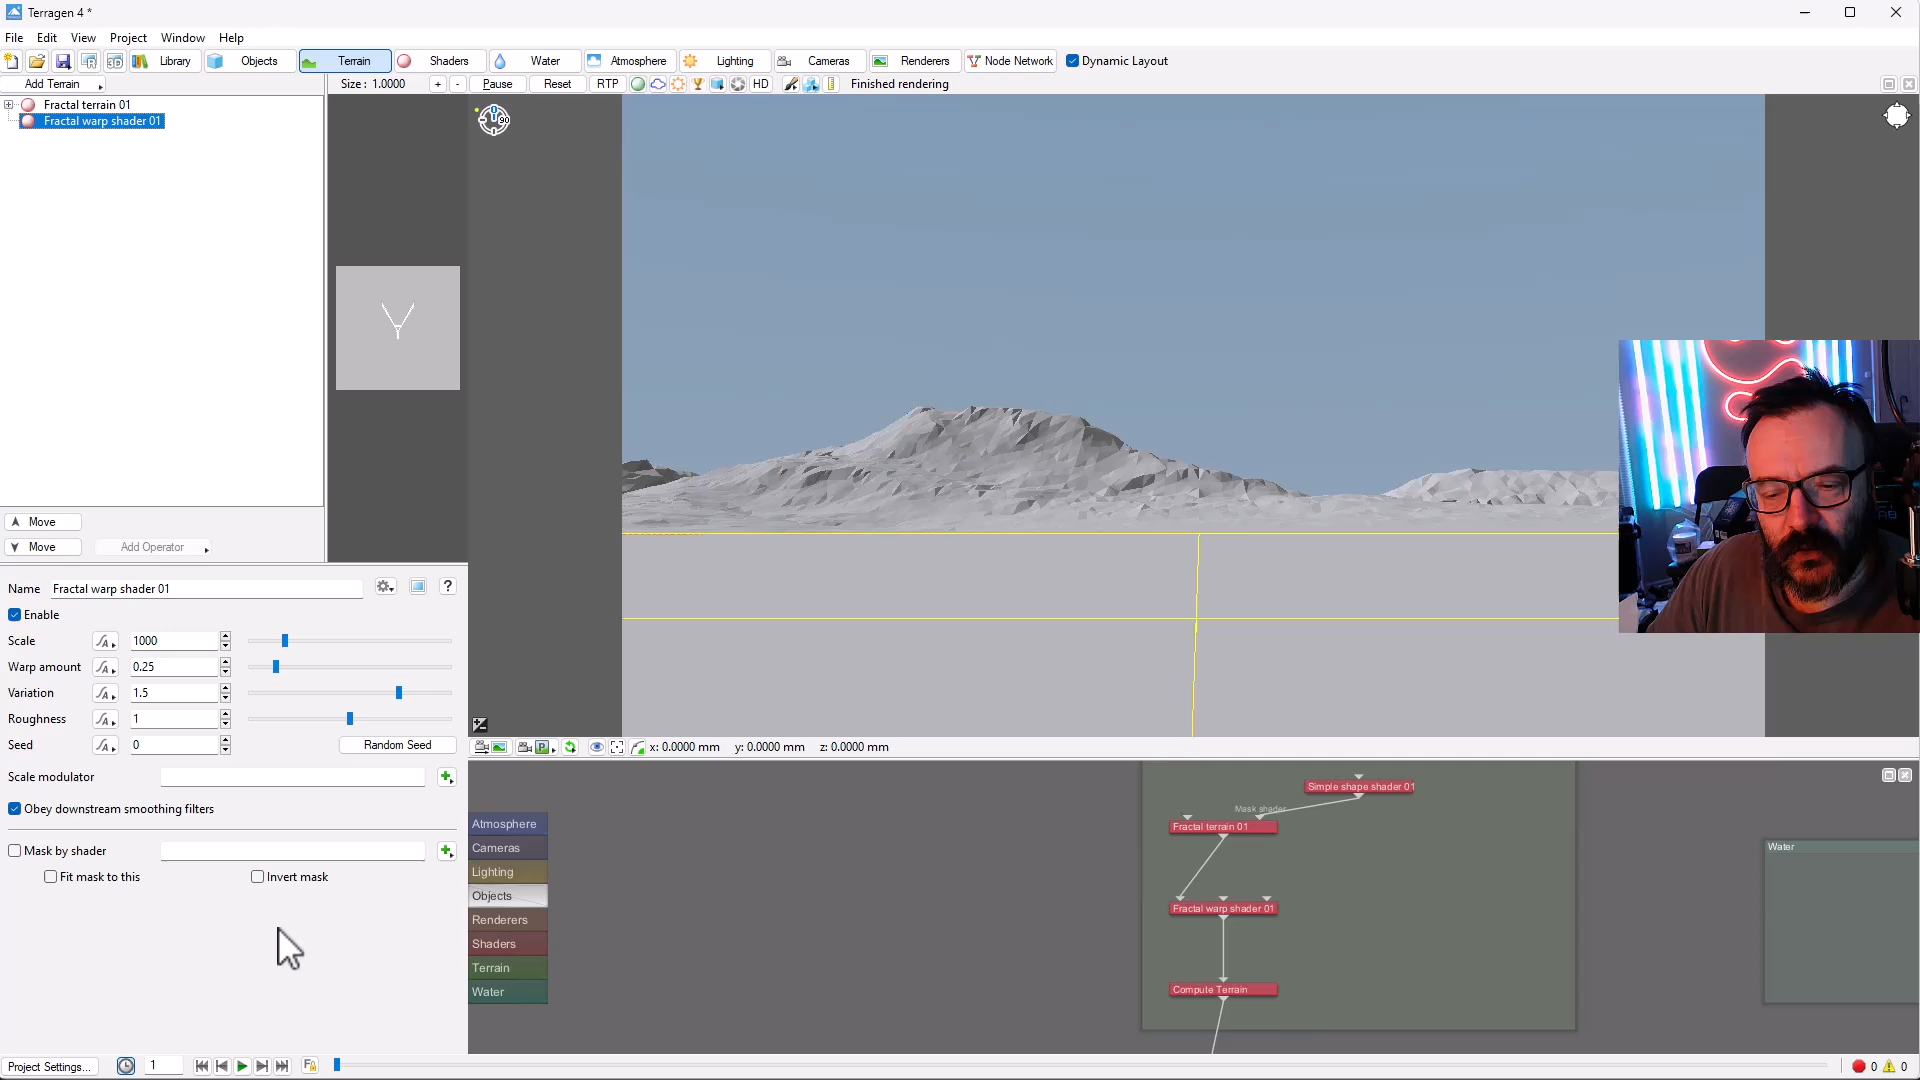 Terragen 4 *
File Edit View Project Window Help
Library Objects Terrain Shaders Water Atmosphere Lighting Cameras Renderers Node Network Dynamic Layout
Add Terrain Size : 1.0000 + - Pause Reset RTP HD Finished rendering
Fractal terrain 01
Fractal warp shader 01
90
Move
Move Add Operator
Name Fractal warp shader 01 ?
Enable
Scale 1000
Warp amount 0.25
Variation 1.5
Roughness 1
Seed 0 Random Seed
Scale modulator
Obey downstream smoothing filters
Mask by shader
Fit mask to this Invert mask
x: 0.0000 mm y: 0.0000 mm z: 0.0000 mm
Atmosphere
Cameras
Lighting
Objects
Renderers
Shaders
Terrain
Water
Simple shape shader 01
Mask shader
Fractal terrain 01
Fractal warp shader 01
Compute Terrain
Water
Project Settings... 1 0 0